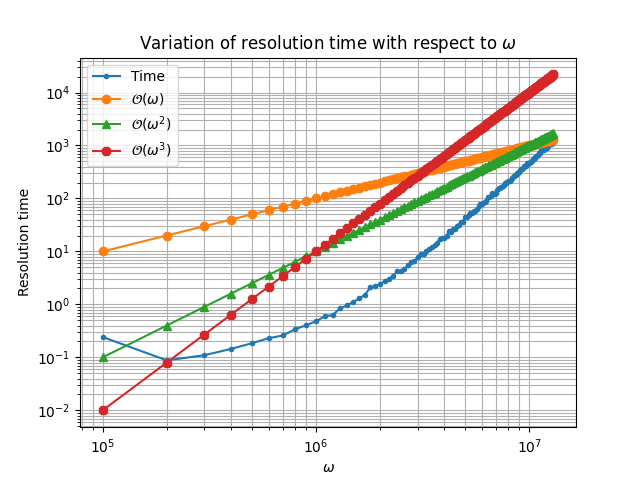 Variation of resolution time with respect to ω
Resolution time
10⁴
10³
10²
10¹
10⁰
10⁻¹
10⁻²
Time
𝒪(ω)
𝒪(ω²)
𝒪(ω³)
10⁵
10⁶
10⁷
ω